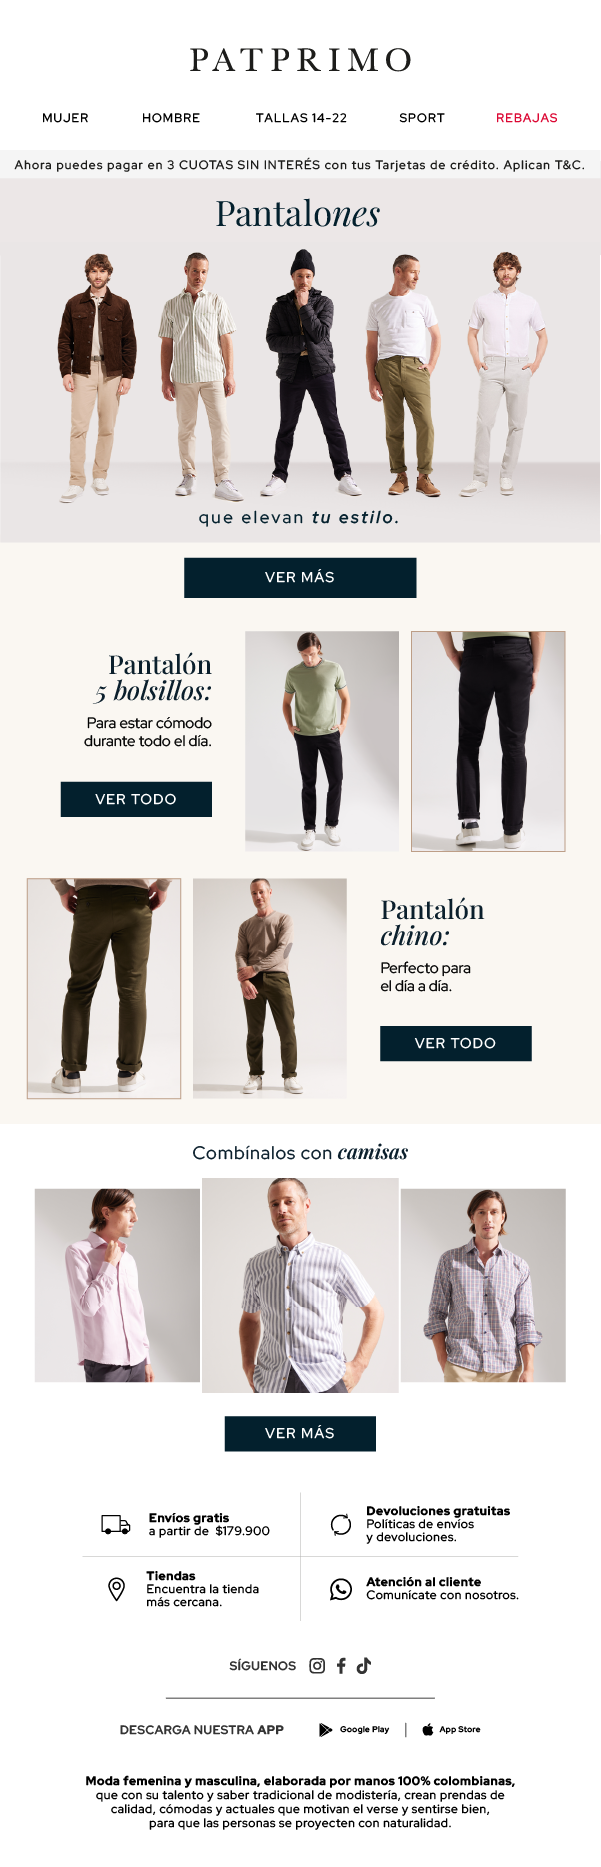 PATPRIMO
MUJER HOMBRE TALLAS 14-22 SPORT REBAJAS
Ahora puedes pagar en 3 CUOTAS SIN INTERÉS con tus Tarjetas de crédito. Aplican T&C.
Pantalones
que elevan tu estilo.
VER MÁS
Pantalón
5 bolsillos:
Para estar cómodo
durante todo el día.
VER TODO
Pantalón
chino:
Perfecto para
el día a día.
VER TODO
Combínalos con camisas
VER MÁS
Envíos gratis
a partir de $179.900
Devoluciones gratuitas
Políticas de envíos
y devoluciones.
Tiendas
Encuentra la tienda
más cercana.
Atención al cliente
Comunícate con nosotros.
SÍGUENOS
DESCARGA NUESTRA APP Google Play | App Store
Moda femenina y masculina, elaborada por manos 100% colombianas,
que con su talento y saber tradicional de modistería, crean prendas de
calidad, cómodas y actuales que motivan el verse y sentirse bien,
para que las personas se proyecten con naturalidad.